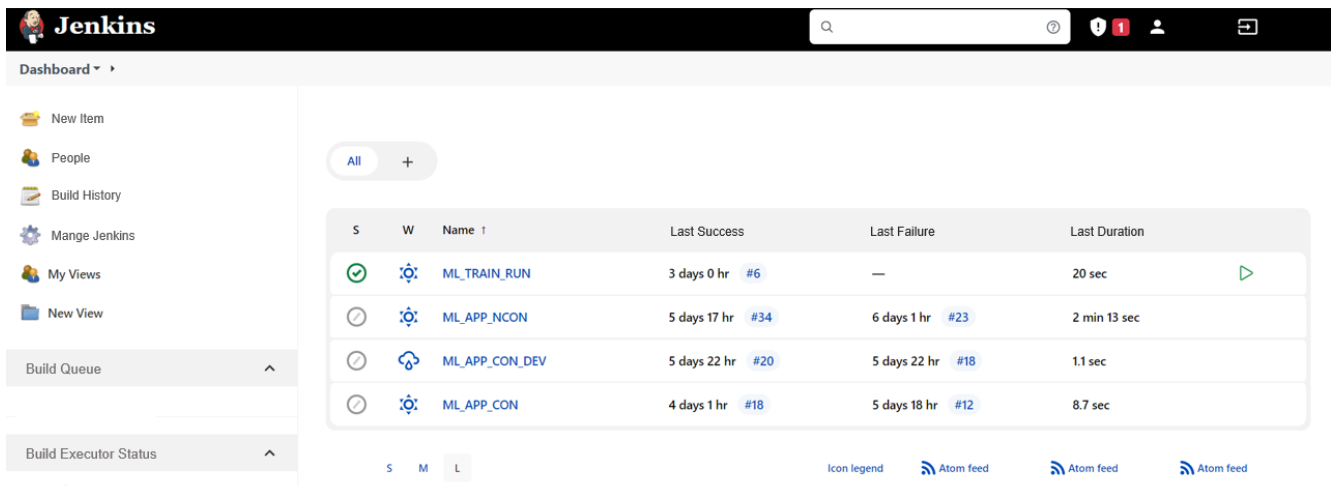 Jenkins
1
Dashboard
New Item
People
Build History
Mange Jenkins
My Views
New View
Build Queue
Build Executor Status
All +
S W Name ↑ Last Success Last Failure Last Duration
ML_TRAIN_RUN 3 days 0 hr #6 — 20 sec
ML_APP_NCON 5 days 17 hr #34 6 days 1 hr #23 2 min 13 sec
ML_APP_CON_DEV 5 days 22 hr #20 5 days 22 hr #18 1.1 sec
ML_APP_CON 4 days 1 hr #18 5 days 18 hr #12 8.7 sec
S M L Icon legend Atom feed Atom feed Atom feed